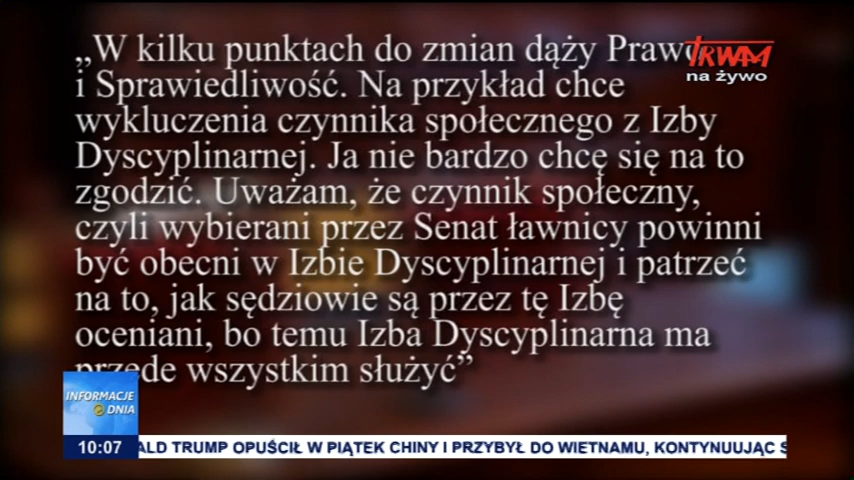 „W kilku punktach do zmian dąży Prawo
i Sprawiedliwość. Na przykład chce
wykluczenia czynnika społecznego z Izby
Dyscyplinarnej. Ja nie bardzo chcę się na to
zgodzić. Uważam, że czynnik społeczny,
czyli wybierani przez Senat ławnicy powinni
być obecni w Izbie Dyscyplinarnej i patrzeć
na to, jak sędziowie są przez tę Izbę
oceniani, bo temu Izba Dyscyplinarna ma
przede wszystkim służyć”
TRWAM
na żywo
INFORMACJE
DNIA
10:07
ALD TRUMP OPUŚCIŁ W PIĄTEK CHINY I PRZYBYŁ DO WIETNAMU, KONTYNUUJĄC S